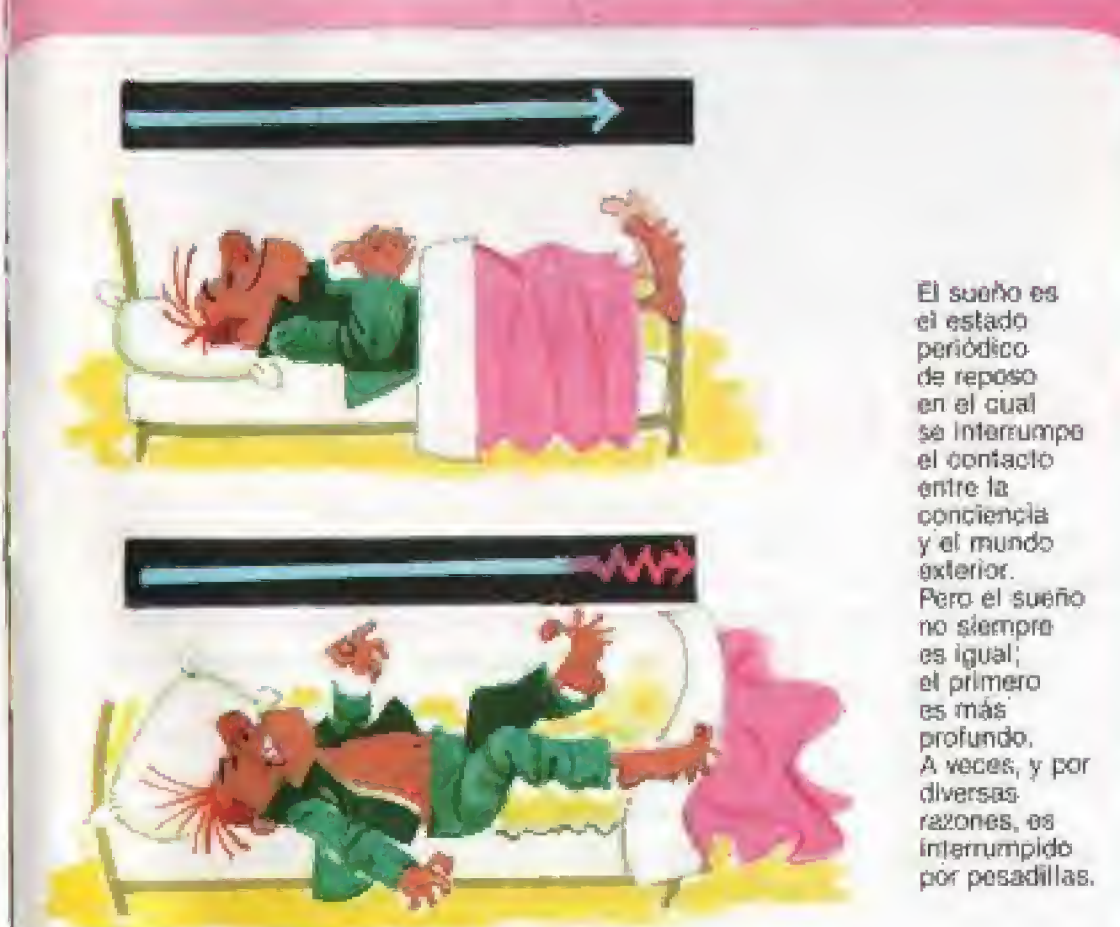 El sueño es
el estado
periódico
de reposo
en el cual
se interrumpe
el contacto
entre la
conciencia
y el mundo
exterior.
Pero el sueño
no siempre
es igual;
el primero
es más
profundo.
A veces, y por
diversas
razones, es
interrumpido
por pesadillas.